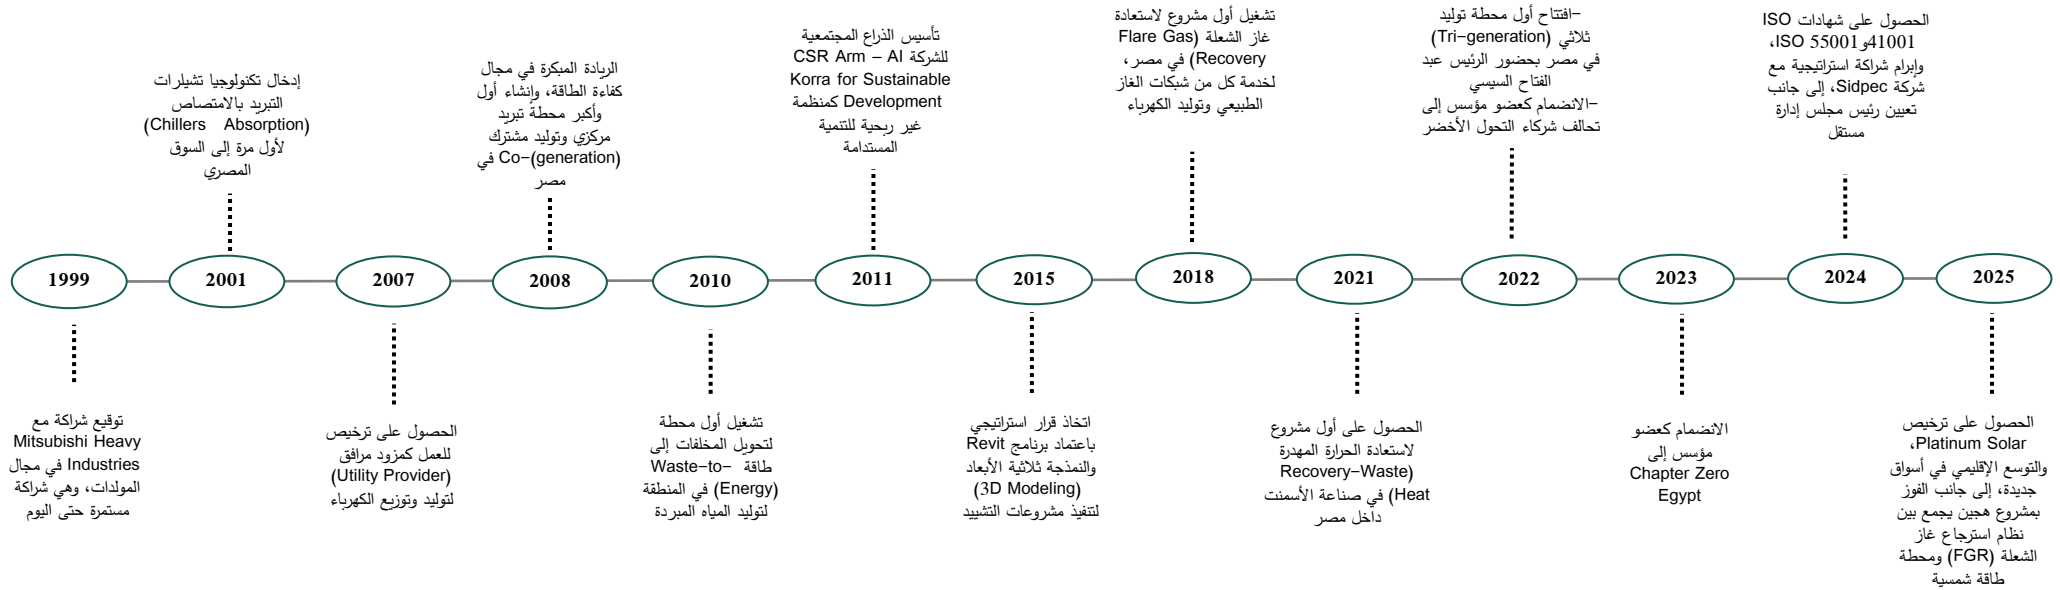 1999
توقيع شراكة مع
Mitsubishi Heavy
Industries في مجال
المولدات، وهي شراكة
مستمرة حتى اليوم
2001
إدخال تكنولوجيا تشيلرات
التبريد بالامتصاص
(Chillers Absorption)
لأول مرة إلى السوق
المصري
2007
الحصول على ترخيص
للعمل كمزود مرافق
(Utility Provider)
لتوليد وتوزيع الكهرباء
2008
الريادة المبكرة في مجال
كفاءة الطاقة، وإنشاء أول
وأكبر محطة تبريد
مركزي وتوليد مشترك
Co-(generation) في
مصر
2010
تشغيل أول محطة
لتحويل المخلفات إلى
طاقة Waste-to-
(Energy) في المنطقة
لتوليد المياه المبردة
2011
تأسيس الذراع المجتمعية
للشركة CSR Arm – Al
Korra for Sustainable
Development كمنظمة
غير ربحية للتنمية
المستدامة
2015
اتخاذ قرار استراتيجي
باعتماد برنامج Revit
والنمذجة ثلاثية الأبعاد
(3D Modeling)
لتنفيذ مشروعات التشييد
2018
تشغيل أول مشروع لاستعادة
غاز الشعلة (Flare Gas
Recovery) في مصر،
لخدمة كل من شبكات الغاز
الطبيعي وتوليد الكهرباء
2021
الحصول على أول مشروع
لاستعادة الحرارة المهدرة
(Recovery-Waste
Heat) في صناعة الأسمنت
داخل مصر
2022
-افتتاح أول محطة توليد
ثلاثي (Tri-generation)
في مصر بحضور الرئيس عبد
الفتاح السيسي
-الانضمام كعضو مؤسس إلى
تحالف شركاء التحول الأخضر
2023
الانضمام كعضو
مؤسس إلى
Chapter Zero
Egypt
2024
الحصول على شهادات ISO
41001و55001 ISO،
وإبرام شراكة استراتيجية مع
شركة Sidpec، إلى جانب
تعيين رئيس مجلس إدارة
مستقل
2025
الحصول على ترخيص
Platinum Solar،
والتوسع الإقليمي في أسواق
جديدة، إلى جانب الفوز
بمشروع هجين يجمع بين
نظام استرجاع غاز
الشعلة (FGR) ومحطة
طاقة شمسية